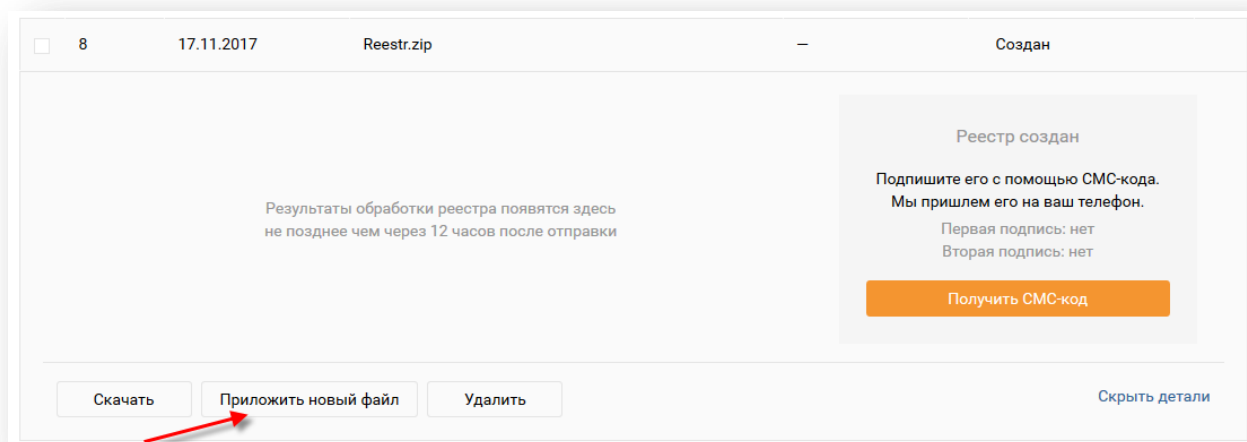 8 17.11.2017 Reestr.zip – Создан
Результаты обработки реестра появятся здесь
не позднее чем через 12 часов после отправки
Реестр создан
Подпишите его с помощью СМС-кода.
Мы пришлем его на ваш телефон.
Первая подпись: нет
Вторая подпись: нет
Получить СМС-код
Скачать Приложить новый файл Удалить Скрыть детали